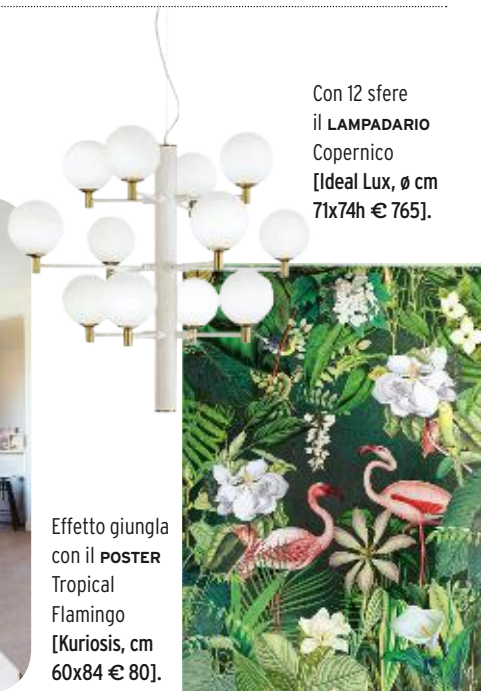 Con 12 sfere
il LAMPADARIO
Copernico
[Ideal Lux, ø cm
71x74h € 765].
Effetto giungla
con il POSTER
Tropical
Flamingo
[Kuriosis, cm
60x84 € 80].